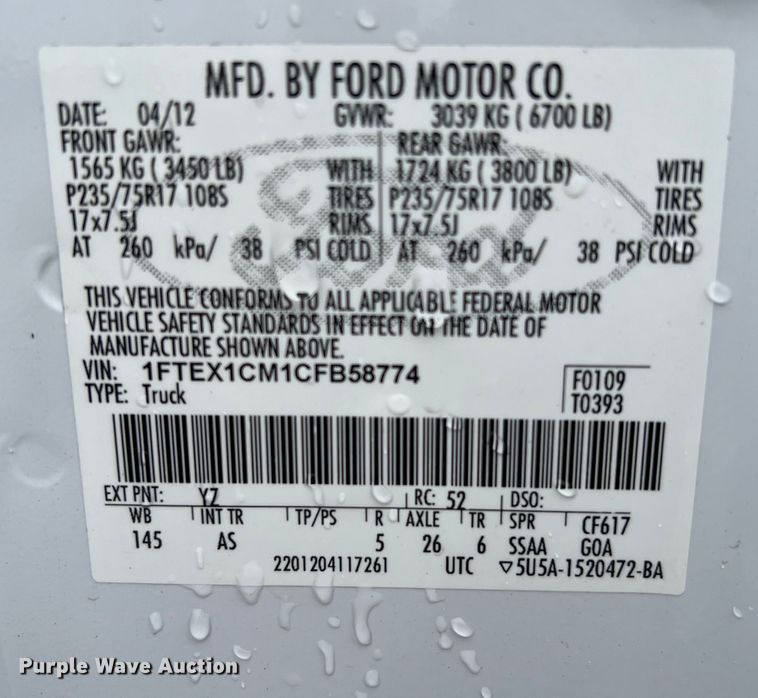 MFD. BY FORD MOTOR CO.
DATE: 04/12 GVWR: 3039 KG ( 6700 LB)
FRONT GAWR: REAR GAWR:
1565 KG ( 3450 LB) WITH 1724 KG ( 3800 LB) WITH
P235/75R17 108S TIRES P235/75R17 108S TIRES
17x7.5J RIMS 17x7.5J RIMS
AT 260 kPa/ 38 PSI COLD AT 260 kPa/ 38 PSI COLD
Ford
THIS VEHICLE CONFORMS TO ALL APPLICABLE FEDERAL MOTOR
VEHICLE SAFETY STANDARDS IN EFFECT ON THE DATE OF
MANUFACTURE SHOWN ABOVE.
VIN: 1FTEX1CM1CFB58774 F0109
TYPE: Truck T0393
EXT PNT: YZ RC: 52 DSO:
WB INT TR TP/PS R AXLE TR SPR CF617
145 AS 5 26 6 SSAA GOA
2201204117261 UTC ▽5U5A-1520472-BA
Purple Wave Auction